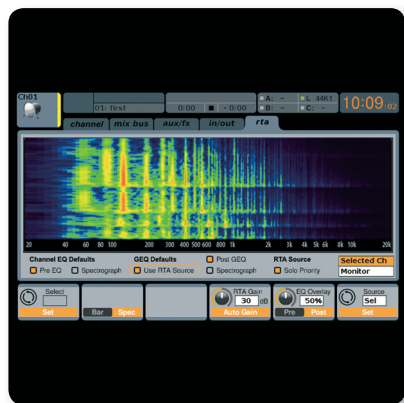 Ch01
A: - L 44K1
01: first 0:00 - 0:00 B: - C: - 10:09:02
channel mix bus aux/fx in/out rta
20 40 60 80 100 200 300 400 500 600 800 1k 2k 3k 4k 5k 6k 8k 10k 20k
Channel EQ Defaults GEQ Defaults Post GEQ RTA Source Selected Ch
Pre EQ Spectrograph Use RTA Source Spectrograph Solo Priority Monitor
Select RTA Gain EQ Overlay Source
30 dB 50% Sel
Set Bar Spec Auto Gain Pre Post Set